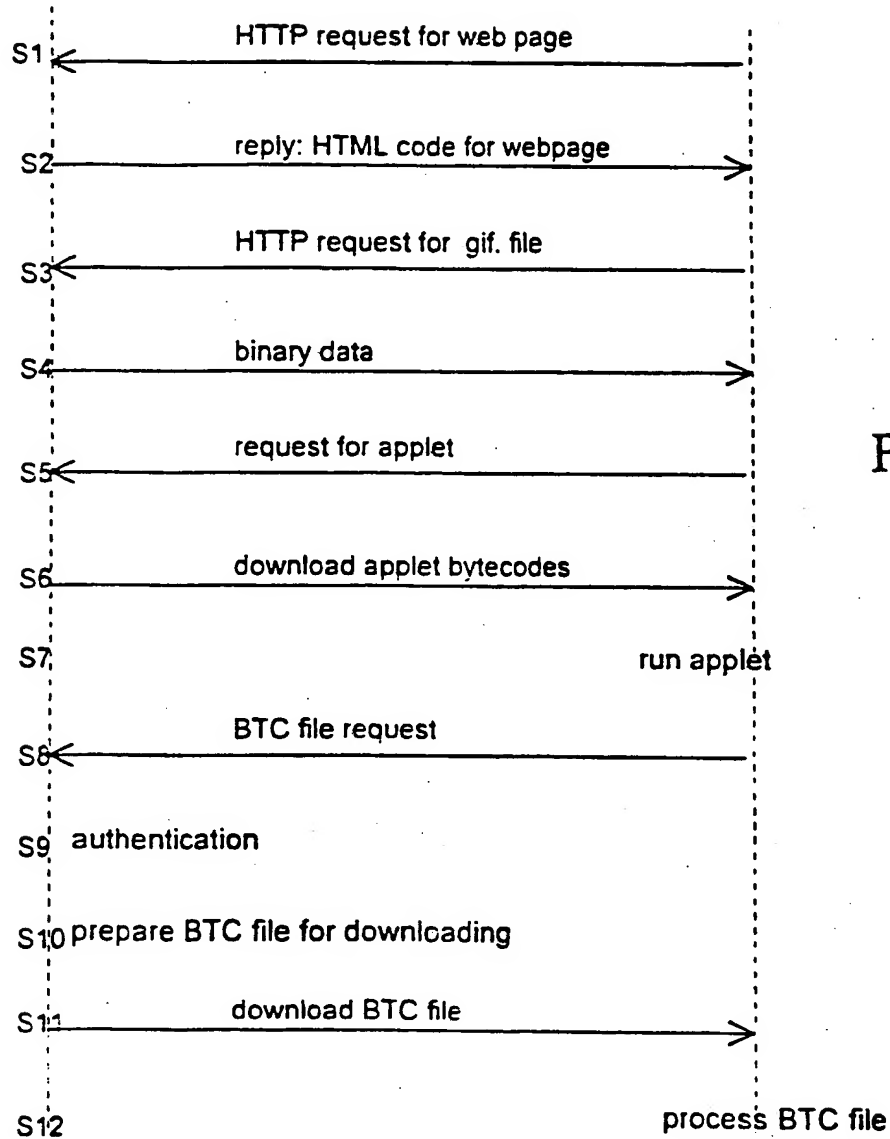 HTTP request for web page
S1
reply: HTML code for webpage
S2
HTTP request for gif. file
S3
binary data
S4
request for applet
F
S5
download applet bytecodes
S6
S7 run applet
BTC file request
S8
S9 authentication
S10 prepare BTC file for downloading
download BTC file
S11
S12 process BTC file